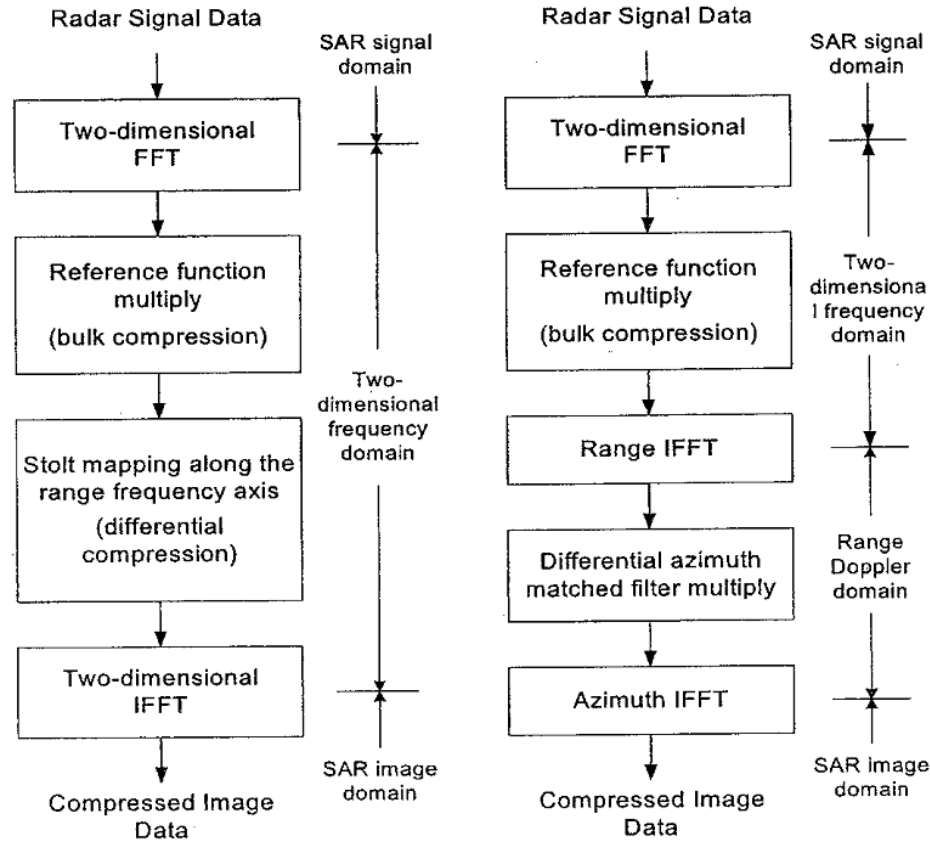 Radar Signal Data
SAR signal
domain
Two-dimensional
FFT
Reference function
multiply
(bulk compression)
Two-
dimensional
frequency
domain
Stolt mapping along the
range frequency axis
(differential
compression)
Two-dimensional
IFFT
SAR image
domain
Compressed Image
Data
Radar Signal Data
SAR signal
domain
Two-dimensional
FFT
Reference function
multiply
(bulk compression)
Two-
dimensiona
l frequency
domain
Range IFFT
Differential azimuth
matched filter multiply
Range
Doppler
domain
Azimuth IFFT
SAR image
domain
Compressed Image
Data